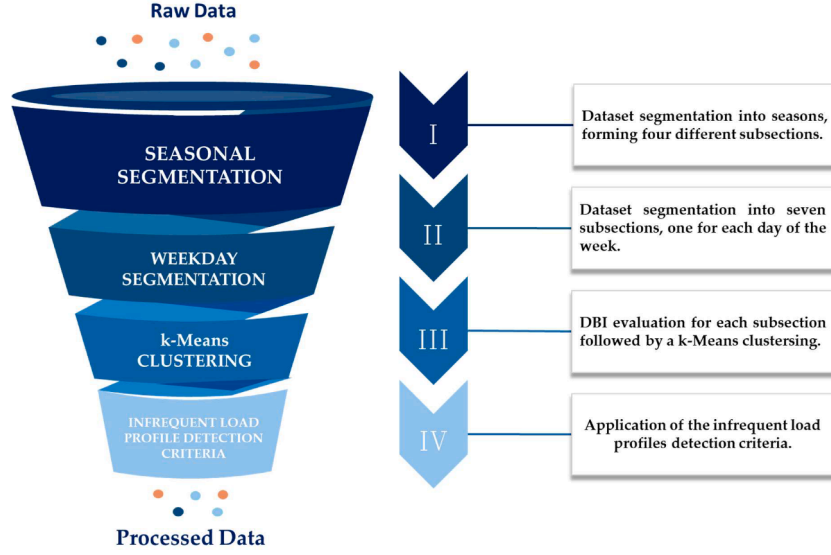 Raw Data
SEASONAL
SEGMENTATION
WEEKDAY
SEGMENTATION
k-Means
CLUSTERING
INFREQUENT LOAD
PROFILE DETECTION
CRITERIA
Processed Data
I
Dataset segmentation into seasons,
forming four different subsections.
II
Dataset segmentation into seven
subsections, one for each day of the
week.
III
DBI evaluation for each subsection
followed by a k-Means clustersing.
IV
Application of the infrequent load
profiles detection criteria.